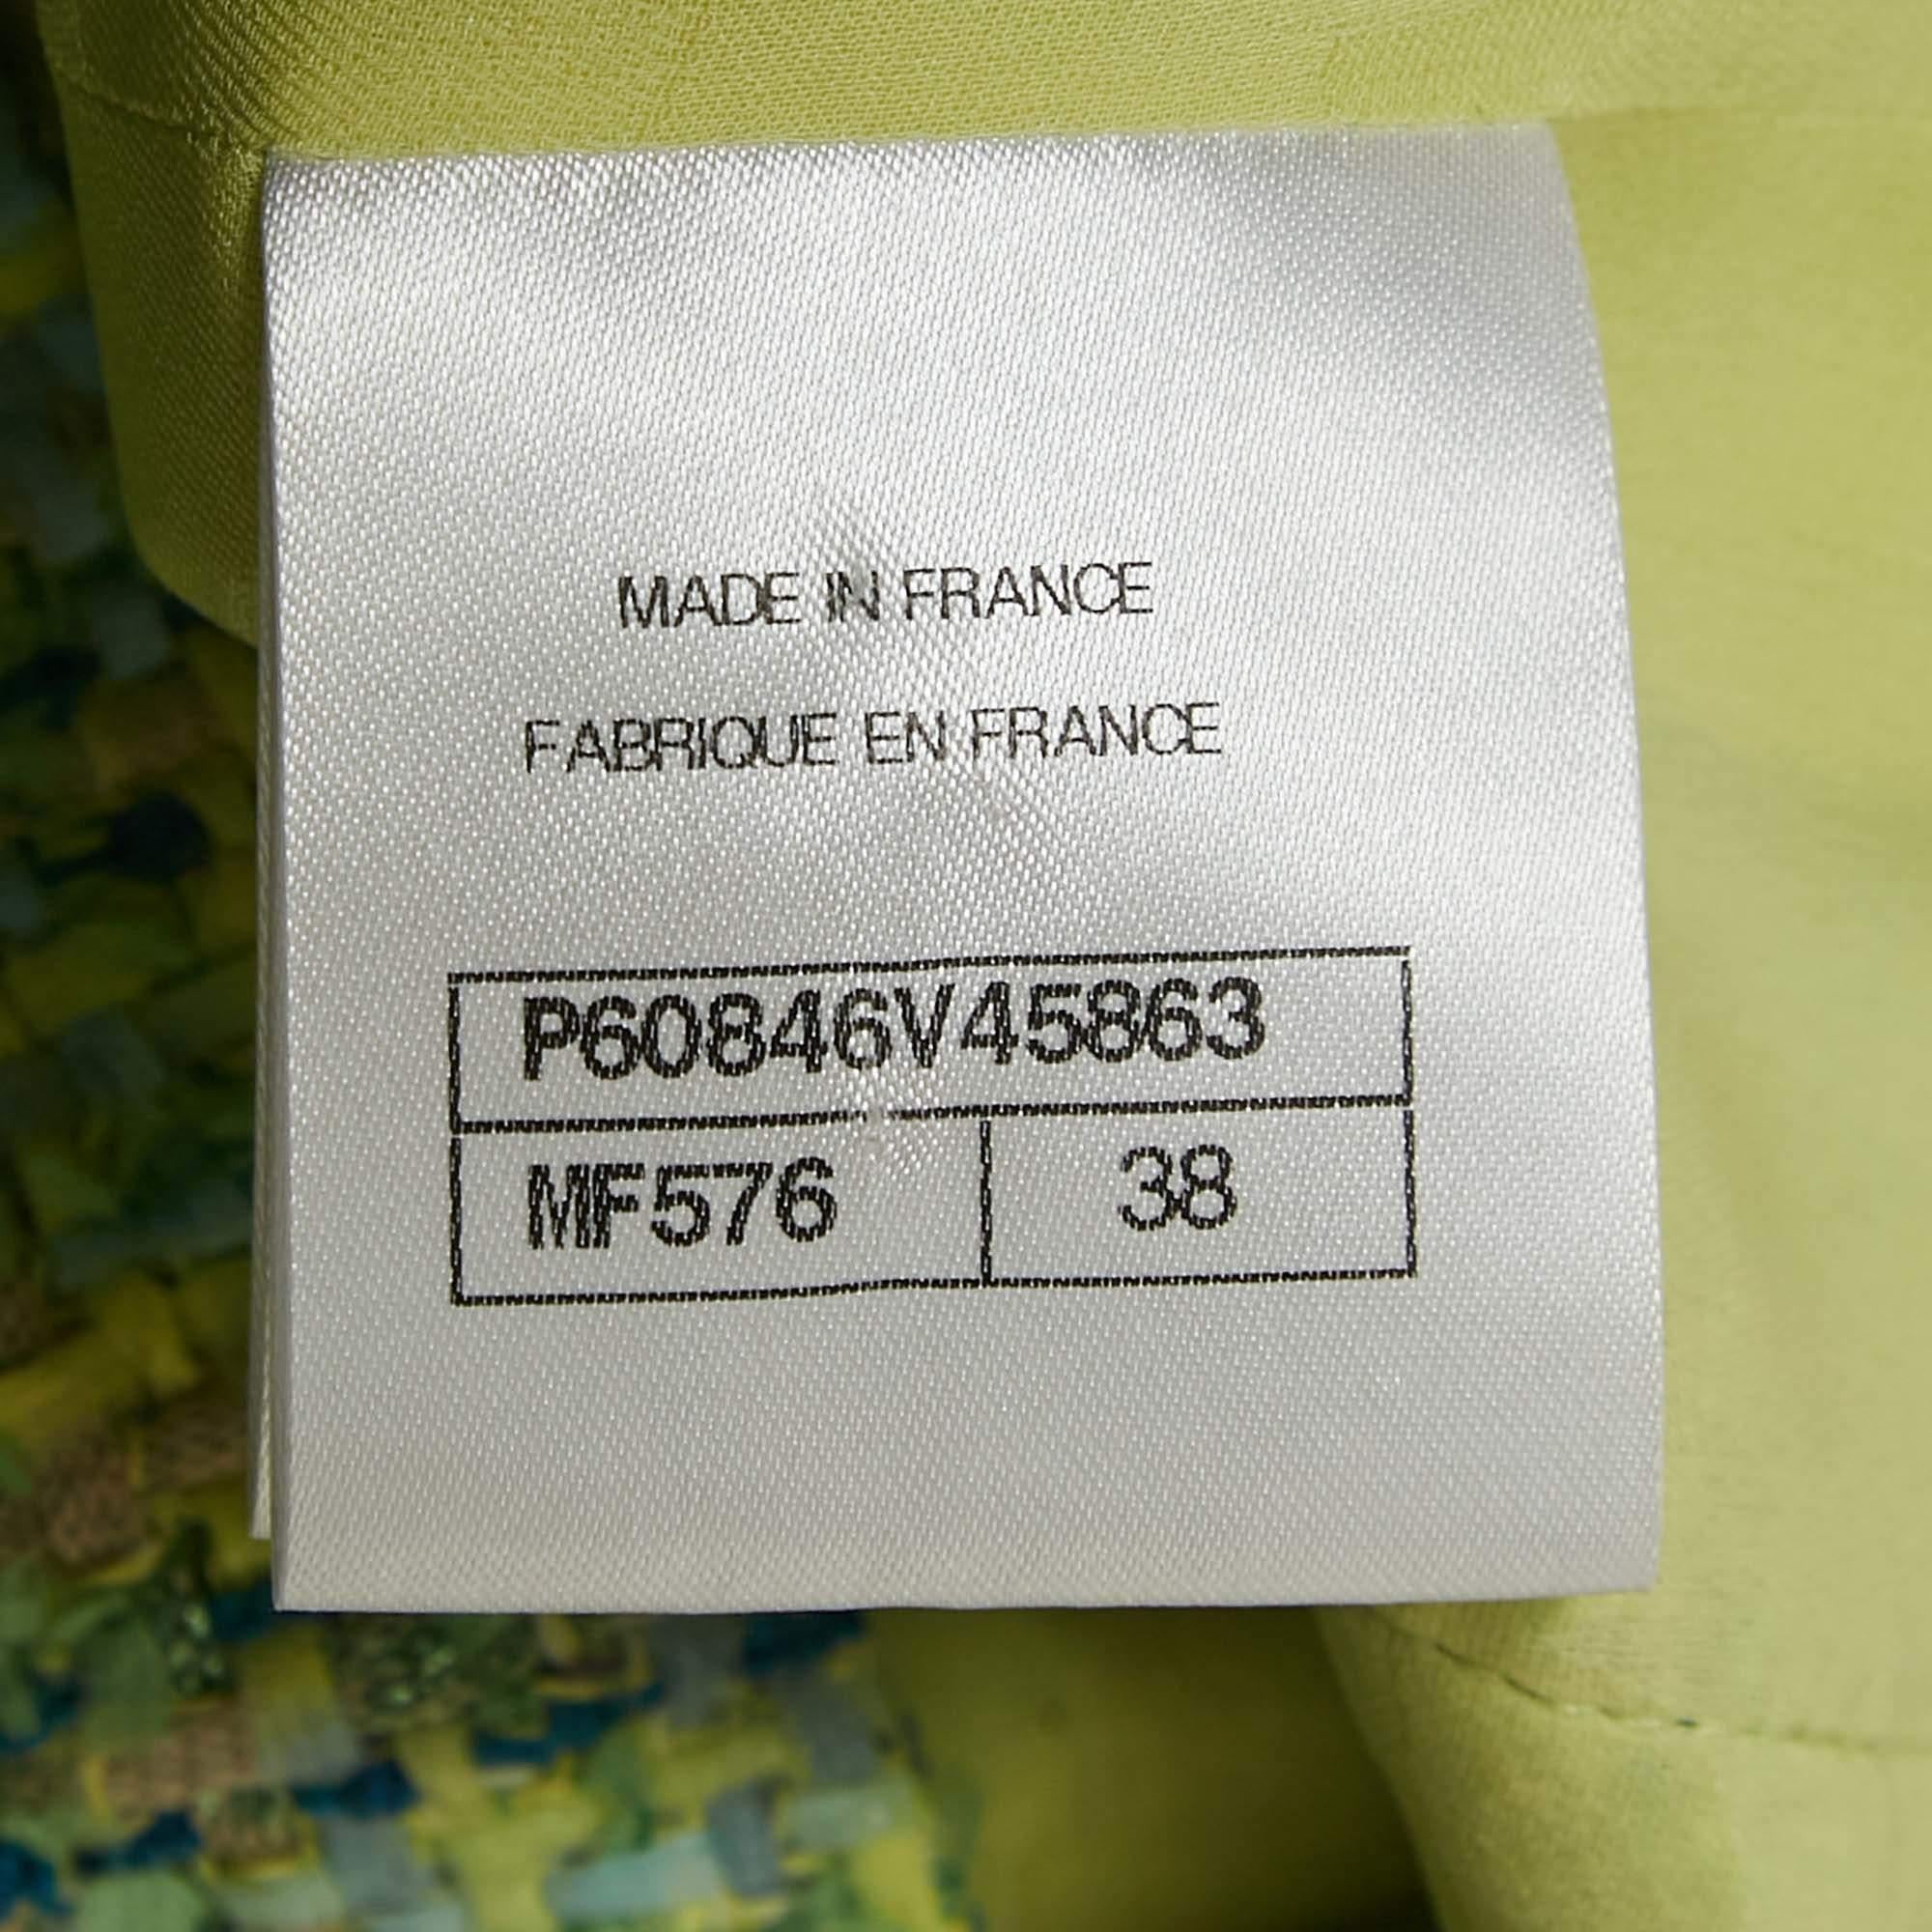 MADE IN FRANCE
FABRIQUE EN FRANCE
P60846V45863
MF576 38